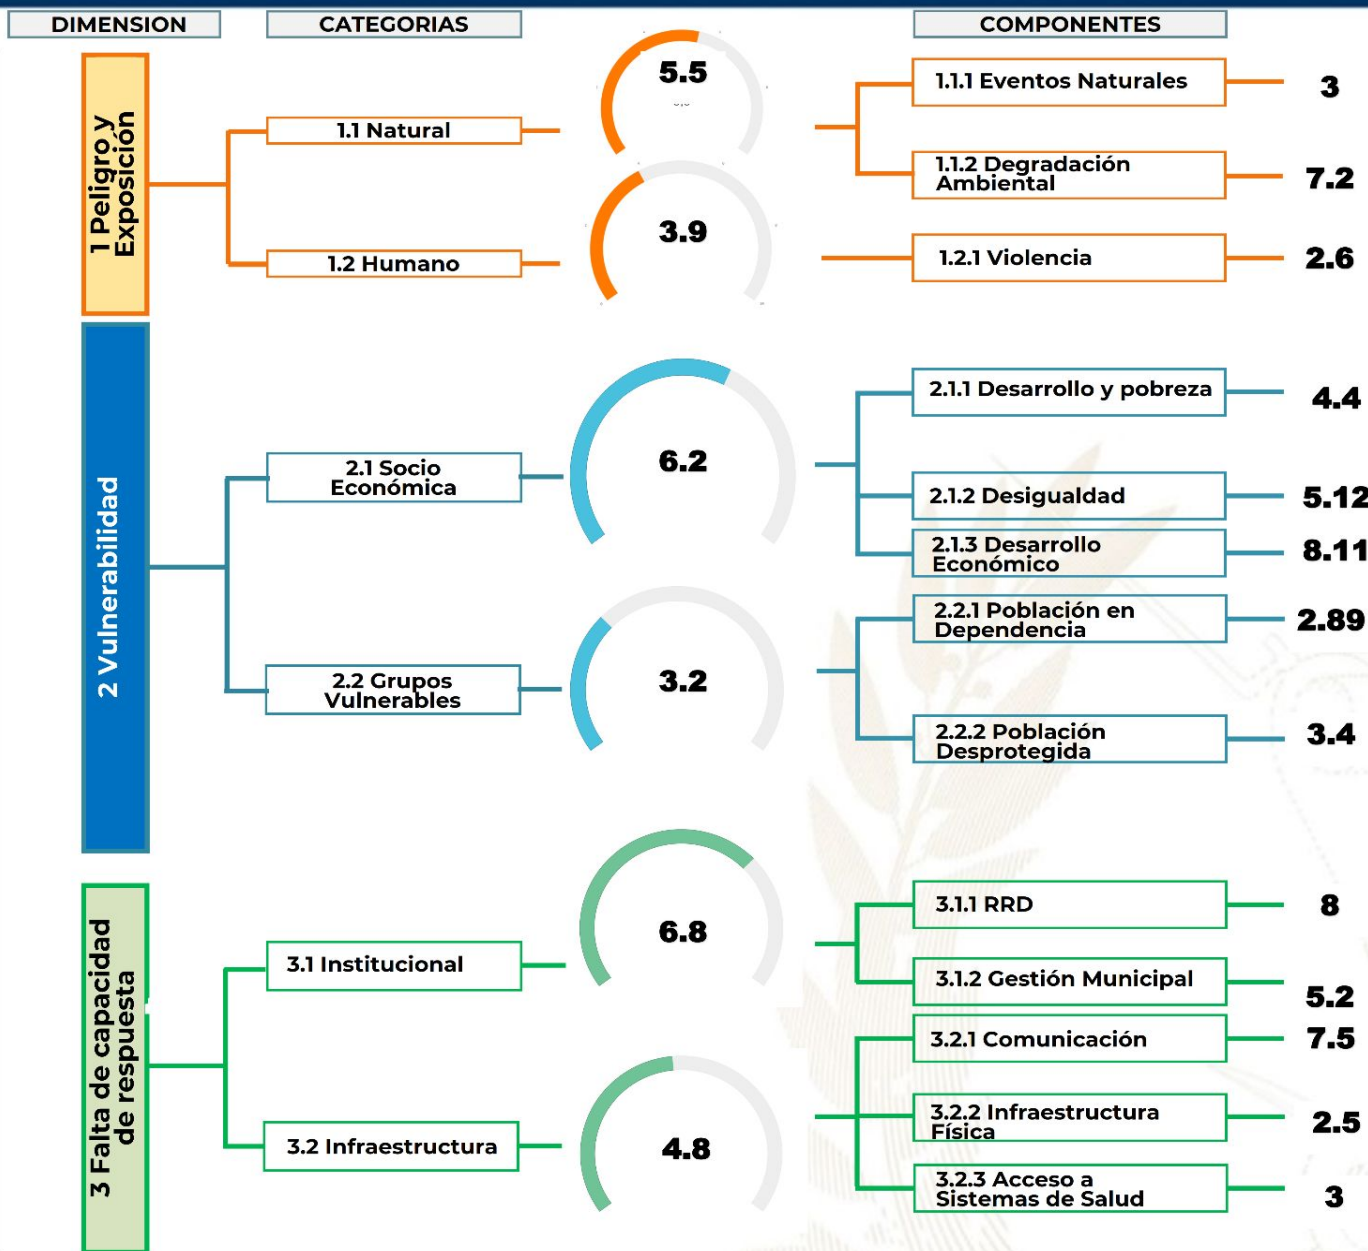 DIMENSION
CATEGORIAS
COMPONENTES
1 Peligro y
Exposición
1.1 Natural
5.5
1.1.1 Eventos Naturales
3
1.1.2 Degradación
Ambiental
7.2
1.2 Humano
3.9
1.2.1 Violencia
2.6
2 Vulnerabilidad
2.1 Socio
Económica
6.2
2.1.1 Desarrollo y pobreza
4.4
2.1.2 Desigualdad
5.12
2.1.3 Desarrollo
Económico
8.11
2.2 Grupos
Vulnerables
3.2
2.2.1 Población en
Dependencia
2.89
2.2.2 Población
Desprotegida
3.4
3 Falta de capacidad
de respuesta
3.1 Institucional
6.8
3.1.1 RRD
8
3.1.2 Gestión Municipal
5.2
3.2 Infraestructura
4.8
3.2.1 Comunicación
7.5
3.2.2 Infraestructura
Física
2.5
3.2.3 Acceso a
Sistemas de Salud
3